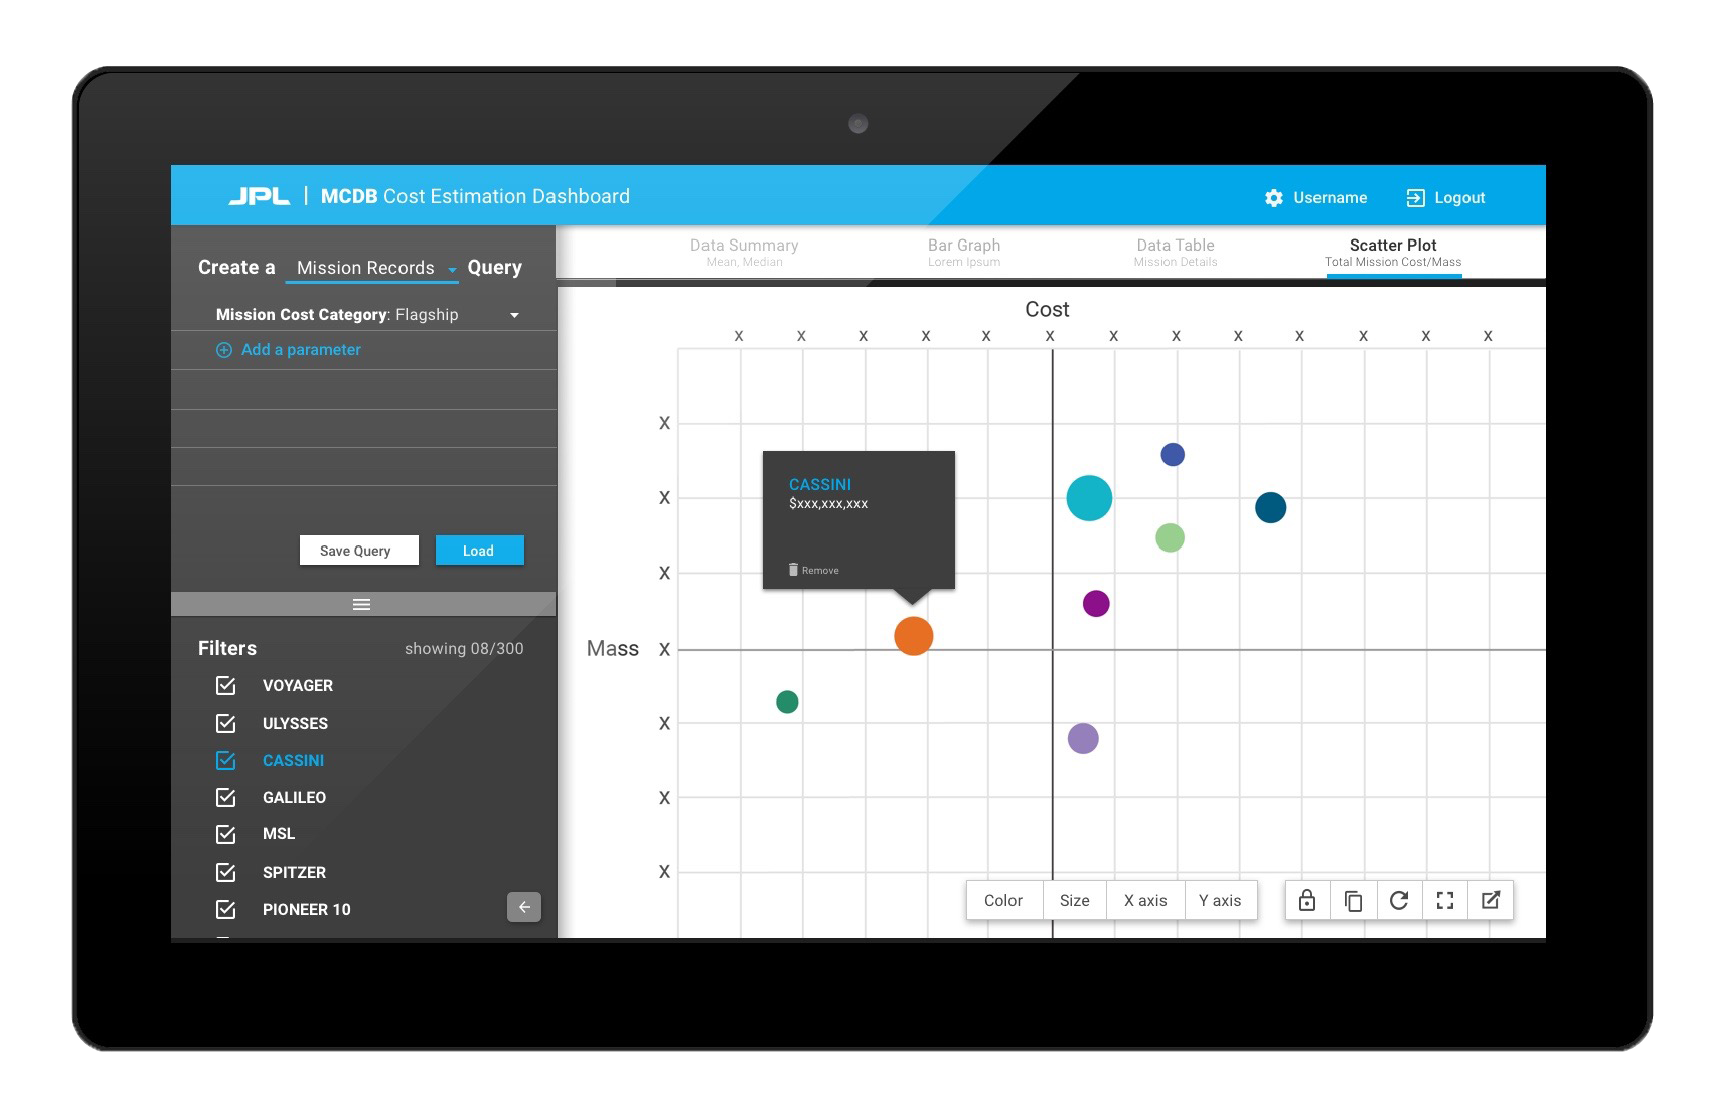 JPL | MCDB Cost Estimation Dashboard
Username
Logout
Create a Mission Records Query
Mission Cost Category: Flagship
Add a parameter
Save Query
Load
Filters
showing 08/300
VOYAGER
ULYSSES
CASSINI
GALILEO
MSL
SPITZER
PIONEER 10
Data Summary
Mean, Median
Bar Graph
Lorem Ipsum
Data Table
Mission Details
Scatter Plot
Total Mission Cost/Mass
Cost
x x x x x x x x x x x x x
X
X
X
Mass X
X
X
X
CASSINI
$xxx,xxx,xxx
Remove
Color
Size
X axis
Y axis